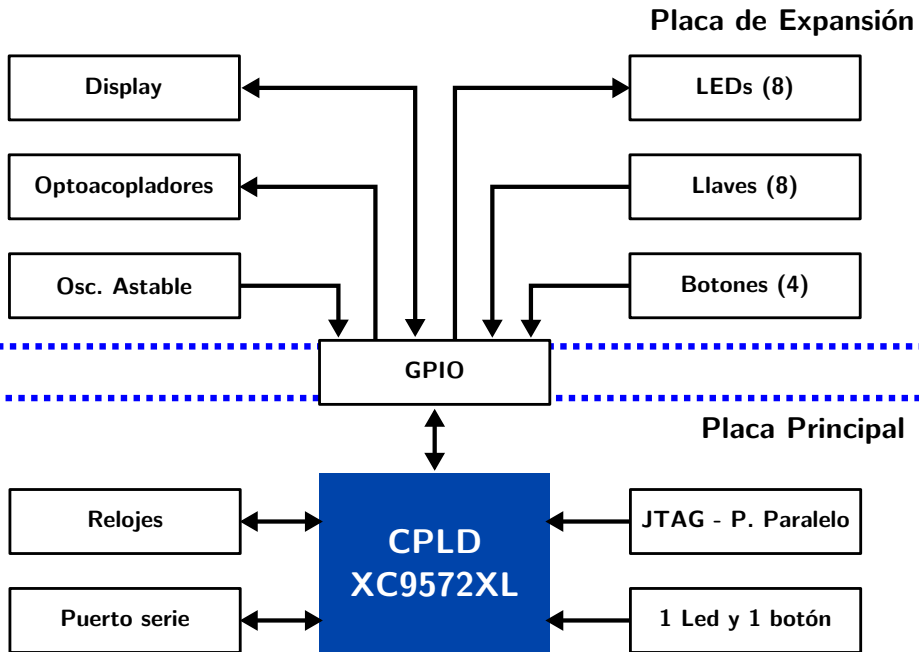 Placa de Expansión
Display
LEDs (8)
Optoacopladores
Llaves (8)
Osc. Astable
Botones (4)
GPIO
Placa Principal
Relojes
CPLD
XC9572XL
JTAG - P. Paralelo
Puerto serie
1 Led y 1 botón